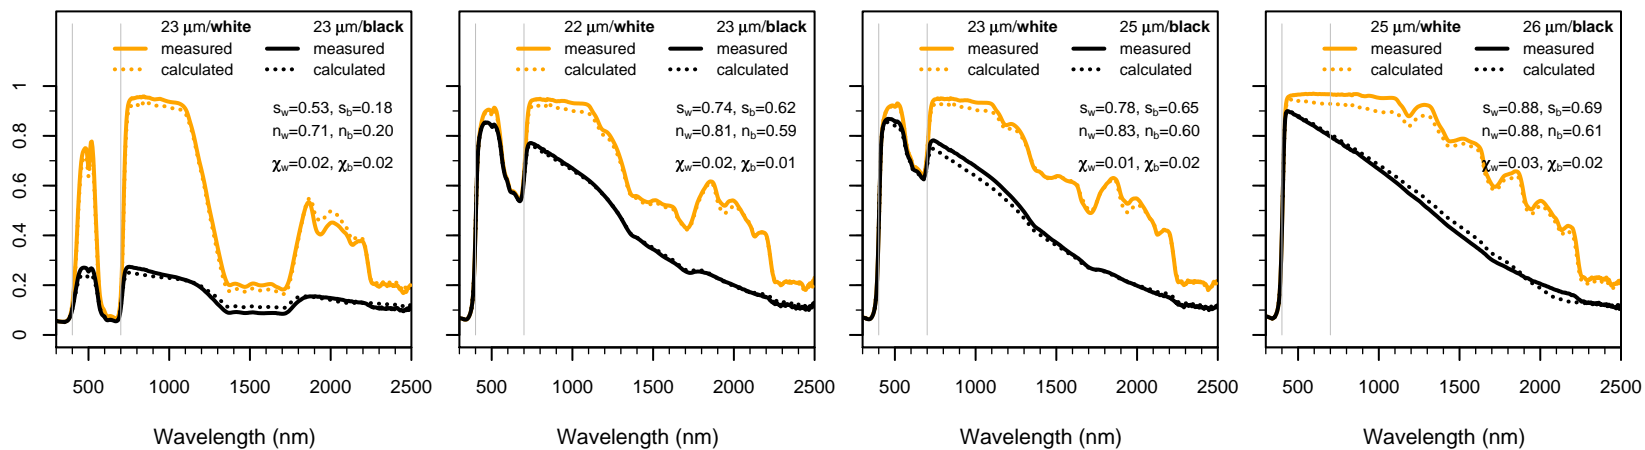 23 μm/white 23 μm/black
measured measured
calculated calculated
s_w=0.53, s_b=0.18
n_w=0.71, n_b=0.20
χ_w=0.02, χ_b=0.02
0 0.2 0.4 0.6 0.8 1
500 1000 1500 2000 2500
Wavelength (nm)
22 μm/white 23 μm/black
measured measured
calculated calculated
s_w=0.74, s_b=0.62
n_w=0.81, n_b=0.59
χ_w=0.02, χ_b=0.01
500 1000 1500 2000 2500
Wavelength (nm)
23 μm/white 25 μm/black
measured measured
calculated calculated
s_w=0.78, s_b=0.65
n_w=0.83, n_b=0.60
χ_w=0.01, χ_b=0.02
500 1000 1500 2000 2500
Wavelength (nm)
25 μm/white 26 μm/black
measured measured
calculated calculated
s_w=0.88, s_b=0.69
n_w=0.88, n_b=0.61
χ_w=0.03, χ_b=0.02
500 1000 1500 2000 2500
Wavelength (nm)